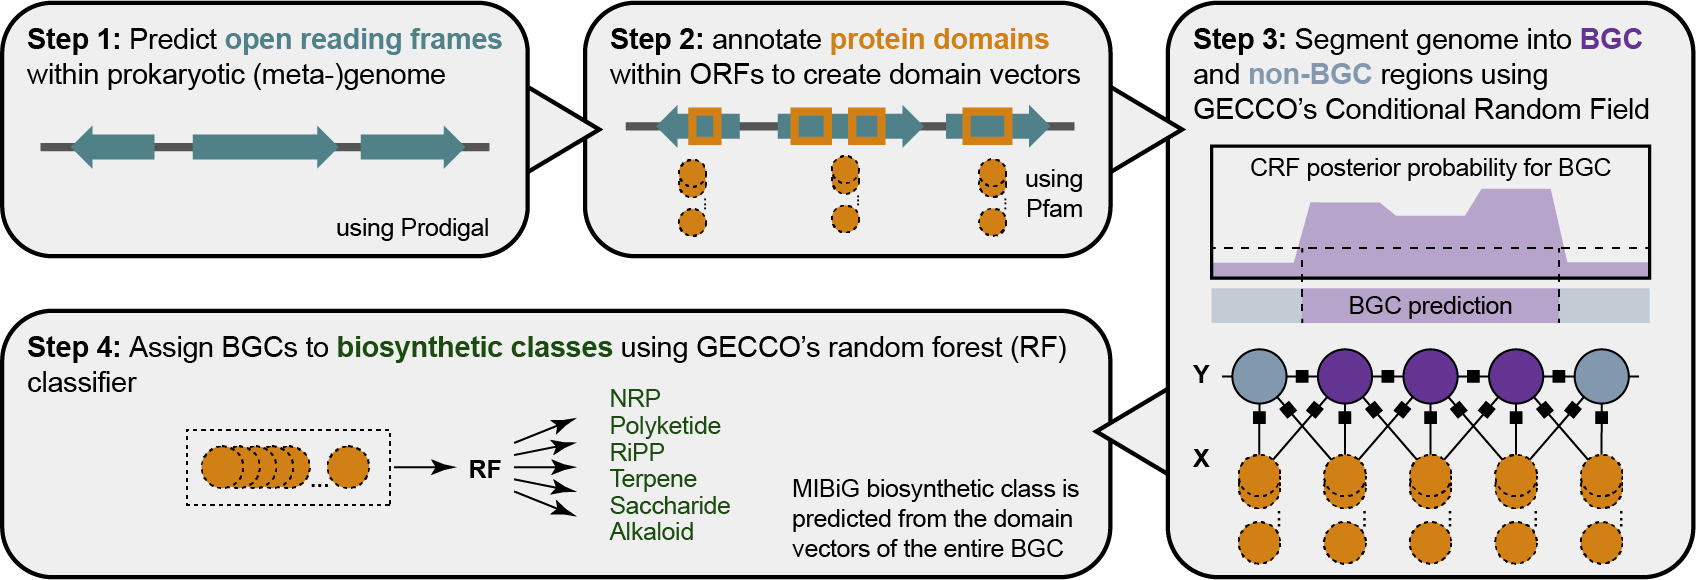 Step 1: Predict open reading frames
within prokaryotic (meta-)genome
using Prodigal
Step 2: annotate protein domains
within ORFs to create domain vectors
using
Pfam
Step 3: Segment genome into BGC
and non-BGC regions using
GECCO's Conditional Random Field
CRF posterior probability for BGC
BGC prediction
Y
X
Step 4: Assign BGCs to biosynthetic classes using GECCO's random forest (RF)
classifier
...
RF
NRP
Polyketide
RiPP
Terpene
Saccharide
Alkaloid
MIBiG biosynthetic class is
predicted from the domain
vectors of the entire BGC